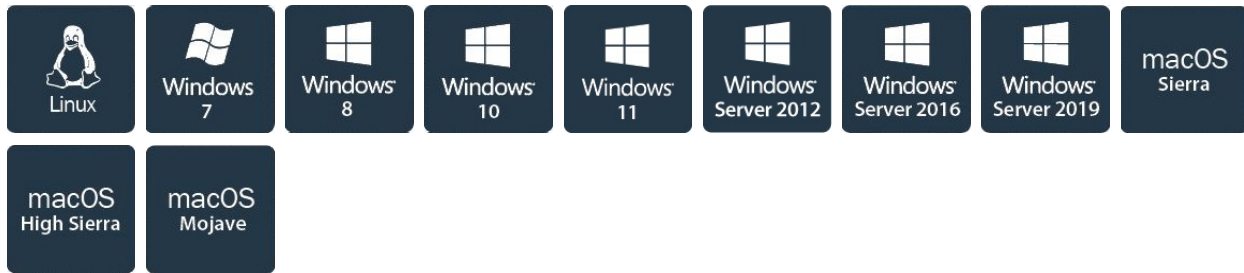 Linux
Windows
7
Windows
8
Windows
10
Windows
11
Windows
Server 2012
Windows
Server 2016
Windows
Server 2019
macOS
Sierra
macOS
High Sierra
macOS
Mojave